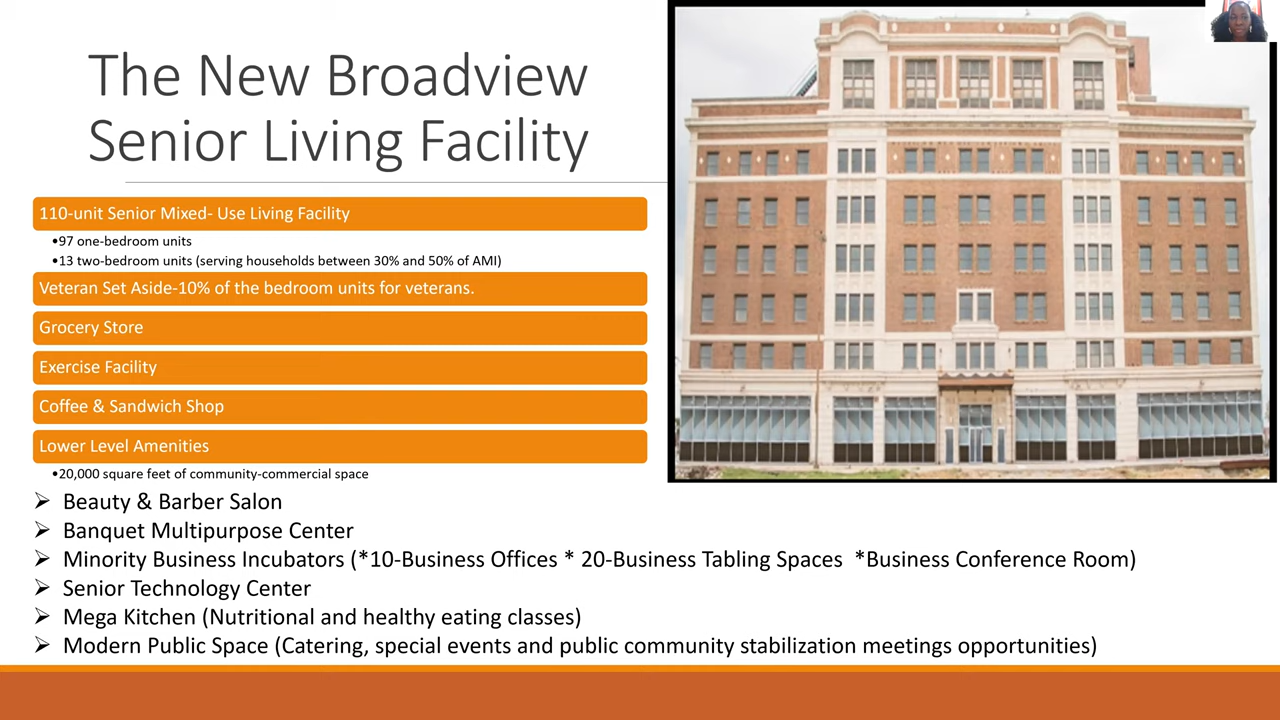 The New Broadview
Senior Living Facility
110-unit Senior Mixed- Use Living Facility
•97 one-bedroom units
•13 two-bedroom units (serving households between 30% and 50% of AMI)
Veteran Set Aside-10% of the bedroom units for veterans.
Grocery Store
Exercise Facility
Coffee & Sandwich Shop
Lower Level Amenities
•20,000 square feet of community-commercial space
➢ Beauty & Barber Salon
➢ Banquet Multipurpose Center
➢ Minority Business Incubators (*10-Business Offices * 20-Business Tabling Spaces *Business Conference Room)
➢ Senior Technology Center
➢ Mega Kitchen (Nutritional and healthy eating classes)
➢ Modern Public Space (Catering, special events and public community stabilization meetings opportunities)